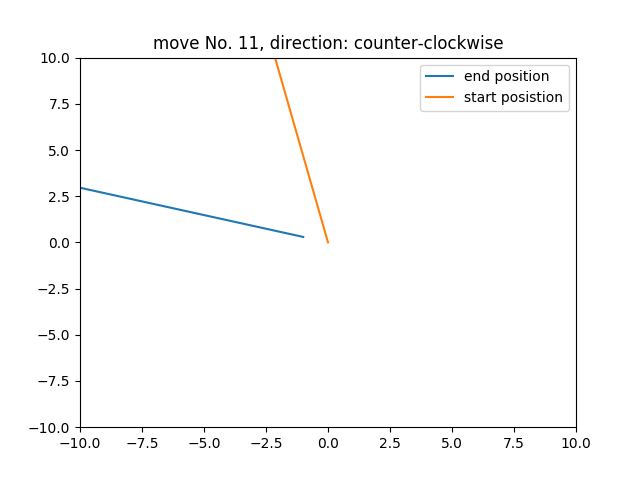 move No. 11, direction: counter-clockwise
end position
start posistion
10.0
7.5
5.0
2.5
0.0
−2.5
−5.0
−7.5
−10.0
−10.0 −7.5 −5.0 −2.5 0.0 2.5 5.0 7.5 10.0